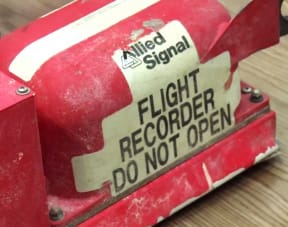 Allied
Signal
FLIGHT
RECORDER
DO NOT OPEN